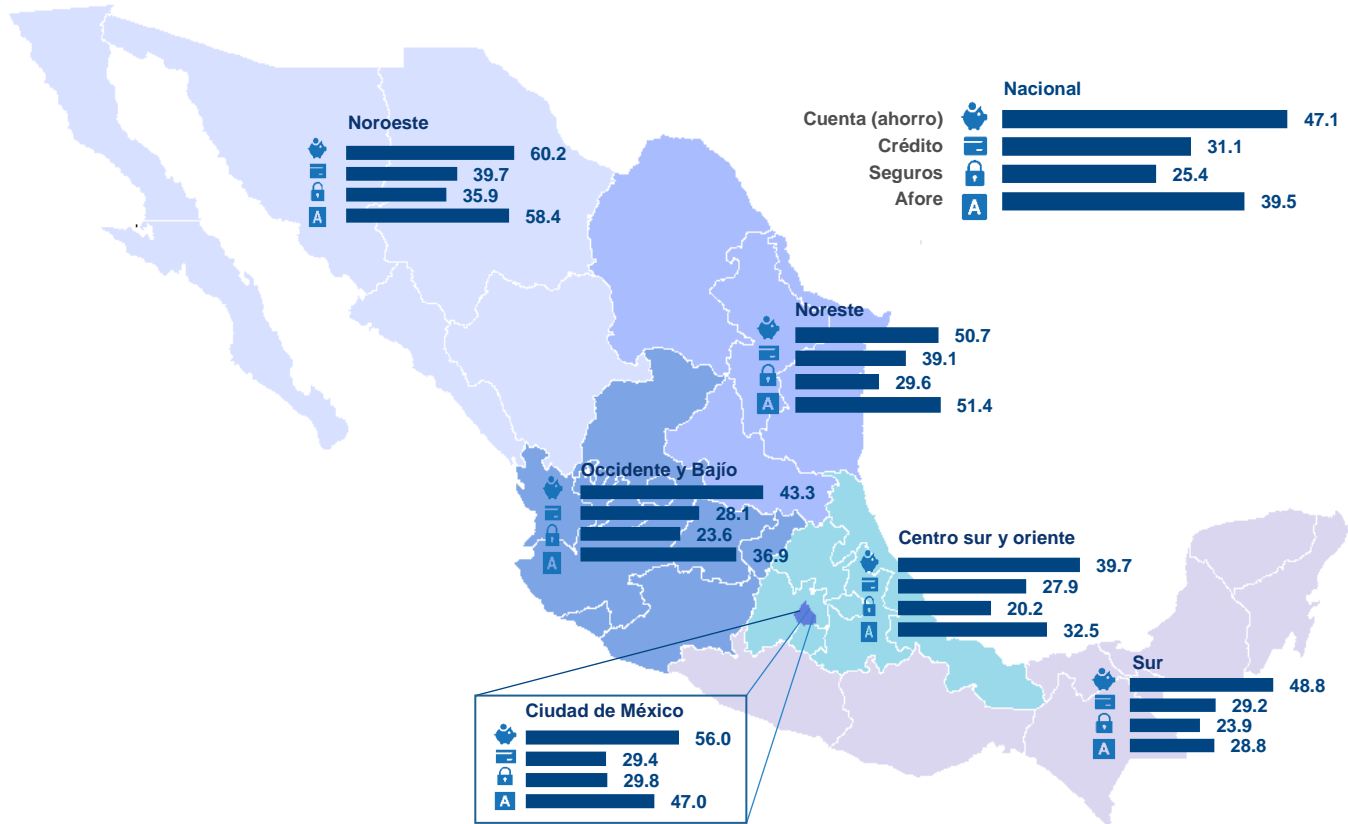 Nacional
Cuenta (ahorro) 47.1
Crédito 31.1
Seguros 25.4
Afore A 39.5
Noroeste
60.2
39.7
35.9
A 58.4
Noreste
50.7
39.1
29.6
A 51.4
Occidente y Bajío
43.3
28.1
23.6
A 36.9
Centro sur y oriente
39.7
27.9
20.2
A 32.5
Sur
48.8
29.2
23.9
A 28.8
Ciudad de México
56.0
29.4
29.8
A 47.0